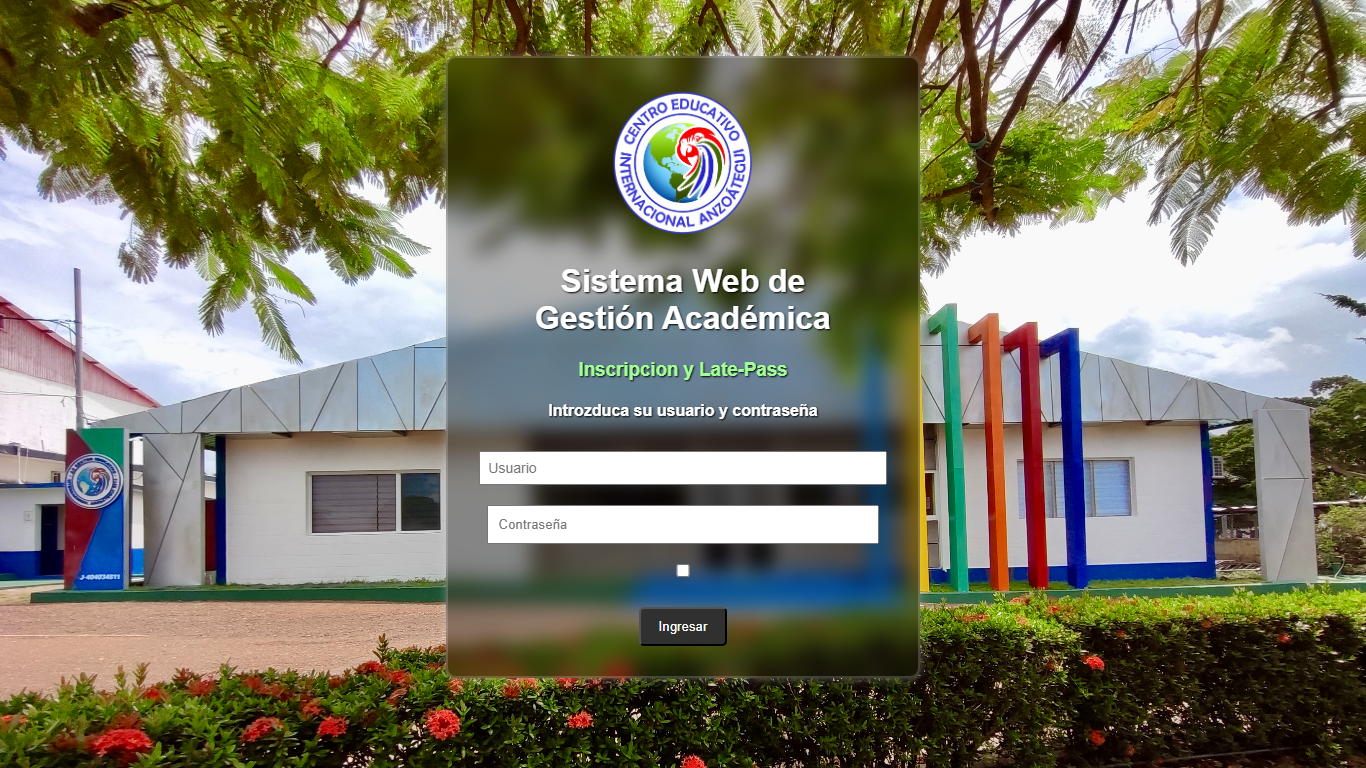 CENTRO EDUCATIVO
INTERNACIONAL ANZOÁTEGUI
Sistema Web de
Gestión Académica
Inscripcion y Late-Pass
Introzduca su usuario y contraseña
Usuario
Contraseña
Ingresar
J-404034811